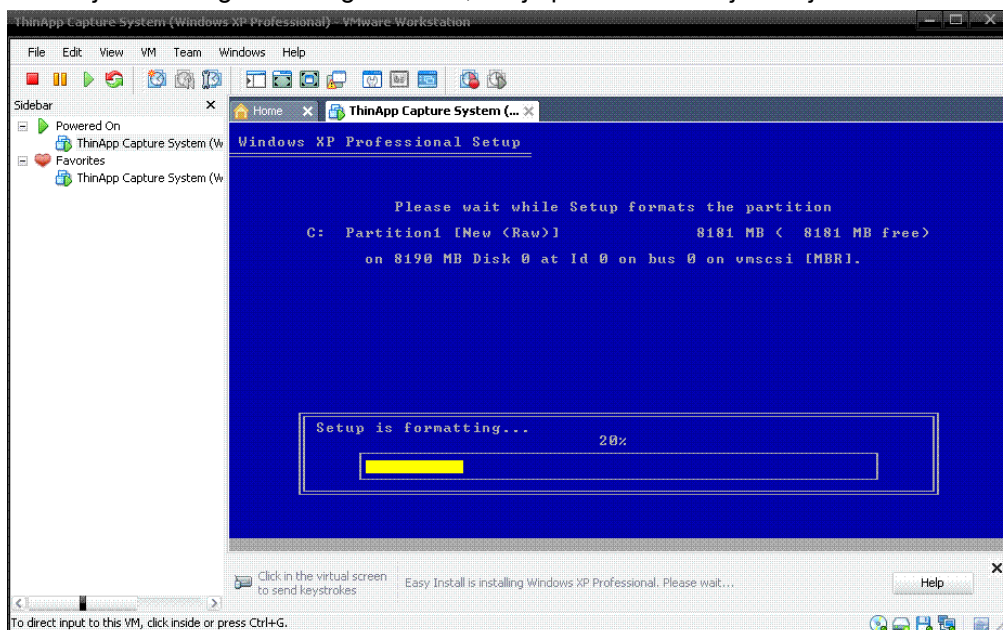 ThinApp Capture System (Windows XP Professional) - VMware Workstation
File Edit View VM Team Windows Help
Sidebar x
Home x ThinApp Capture System (... x
Powered On
ThinApp Capture System (W
Favorites
ThinApp Capture System (W
Windows XP Professional Setup
Please wait while Setup formats the partition
C: Partition1 [New (Raw)] 8181 MB ( 8181 MB free)
on 8190 MB Disk 0 at Id 0 on bus 0 on vmscsi [MBR].
Setup is formatting...
20%
Click in the virtual screen
to send keystrokes
Easy Install is installing Windows XP Professional. Please wait...
Help
To direct input to this VM, click inside or press Ctrl+G.